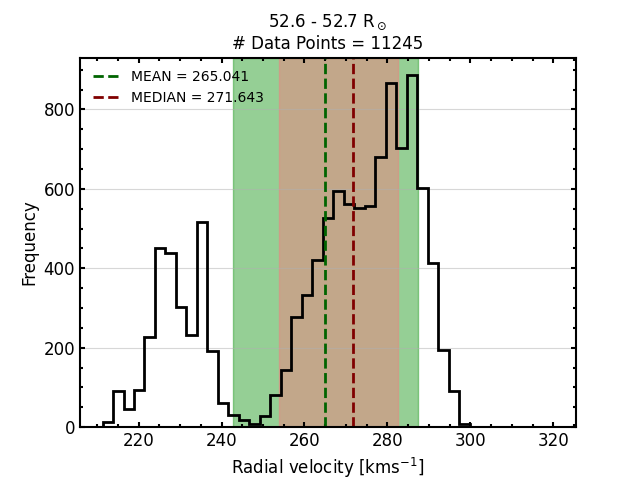 52.6 - 52.7 R⊙
# Data Points = 11245
MEAN = 265.041
MEDIAN = 271.643
800
600
400
200
0
Frequency
220 240 260 280 300 320
Radial velocity [kms⁻¹]